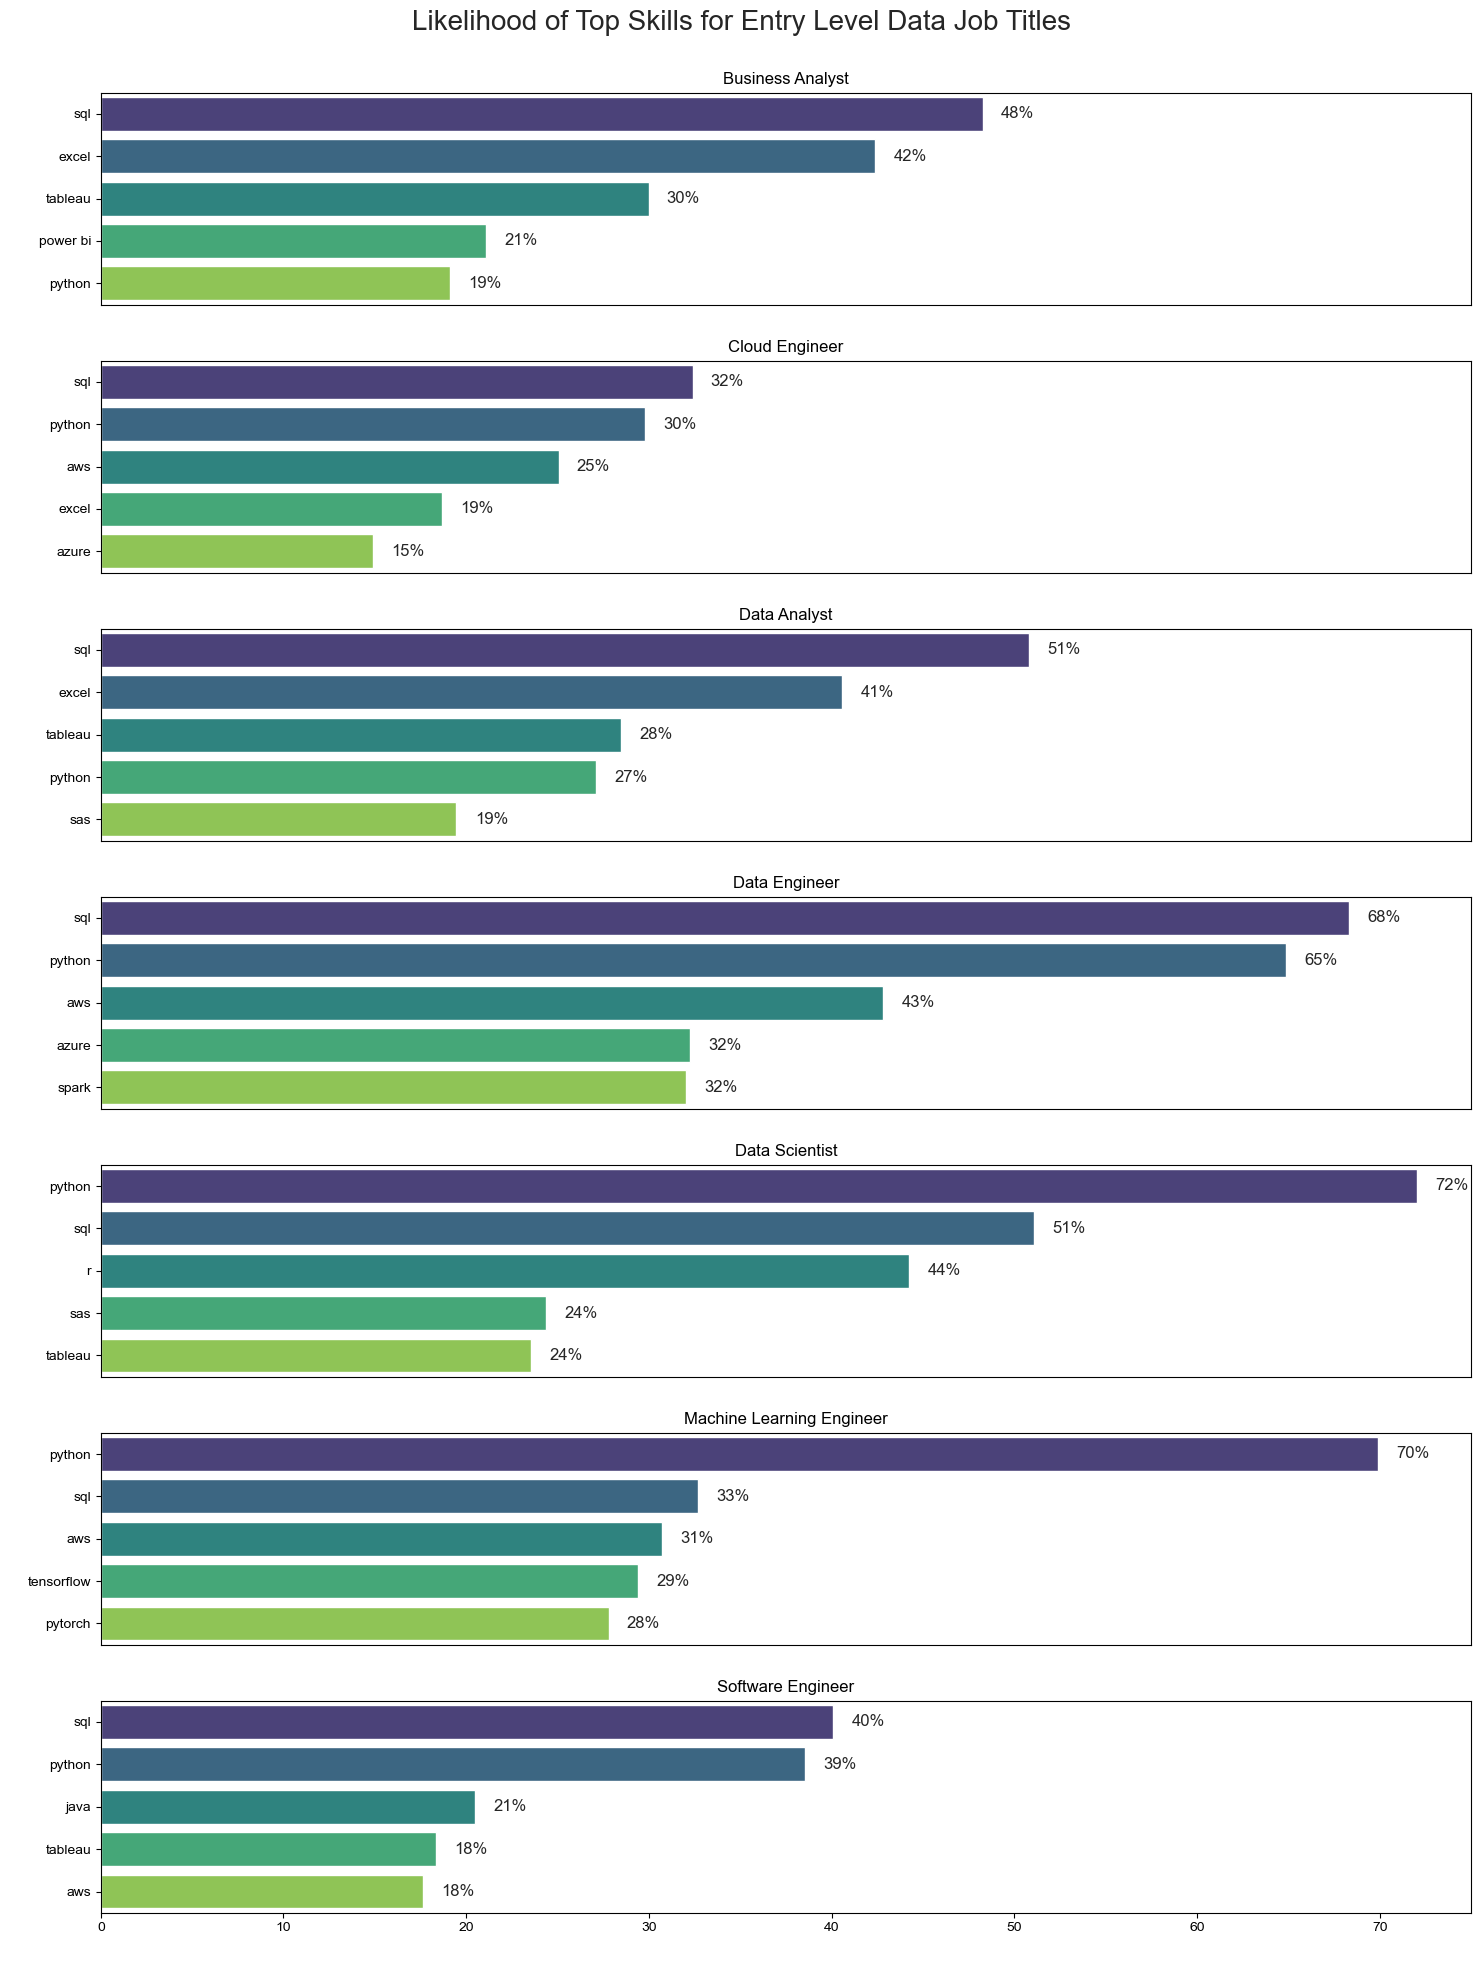 Likelihood of Top Skills for Entry Level Data Job Titles
Business Analyst
sql 48%
excel 42%
tableau 30%
power bi 21%
python 19%
Cloud Engineer
sql 32%
python 30%
aws 25%
excel 19%
azure 15%
Data Analyst
sql 51%
excel 41%
tableau 28%
python 27%
sas 19%
Data Engineer
sql 68%
python 65%
aws 43%
azure 32%
spark 32%
Data Scientist
python 72%
sql 51%
r 44%
sas 24%
tableau 24%
Machine Learning Engineer
python 70%
sql 33%
aws 31%
tensorflow 29%
pytorch 28%
Software Engineer
sql 40%
python 39%
java 21%
tableau 18%
aws 18%
0 10 20 30 40 50 60 70